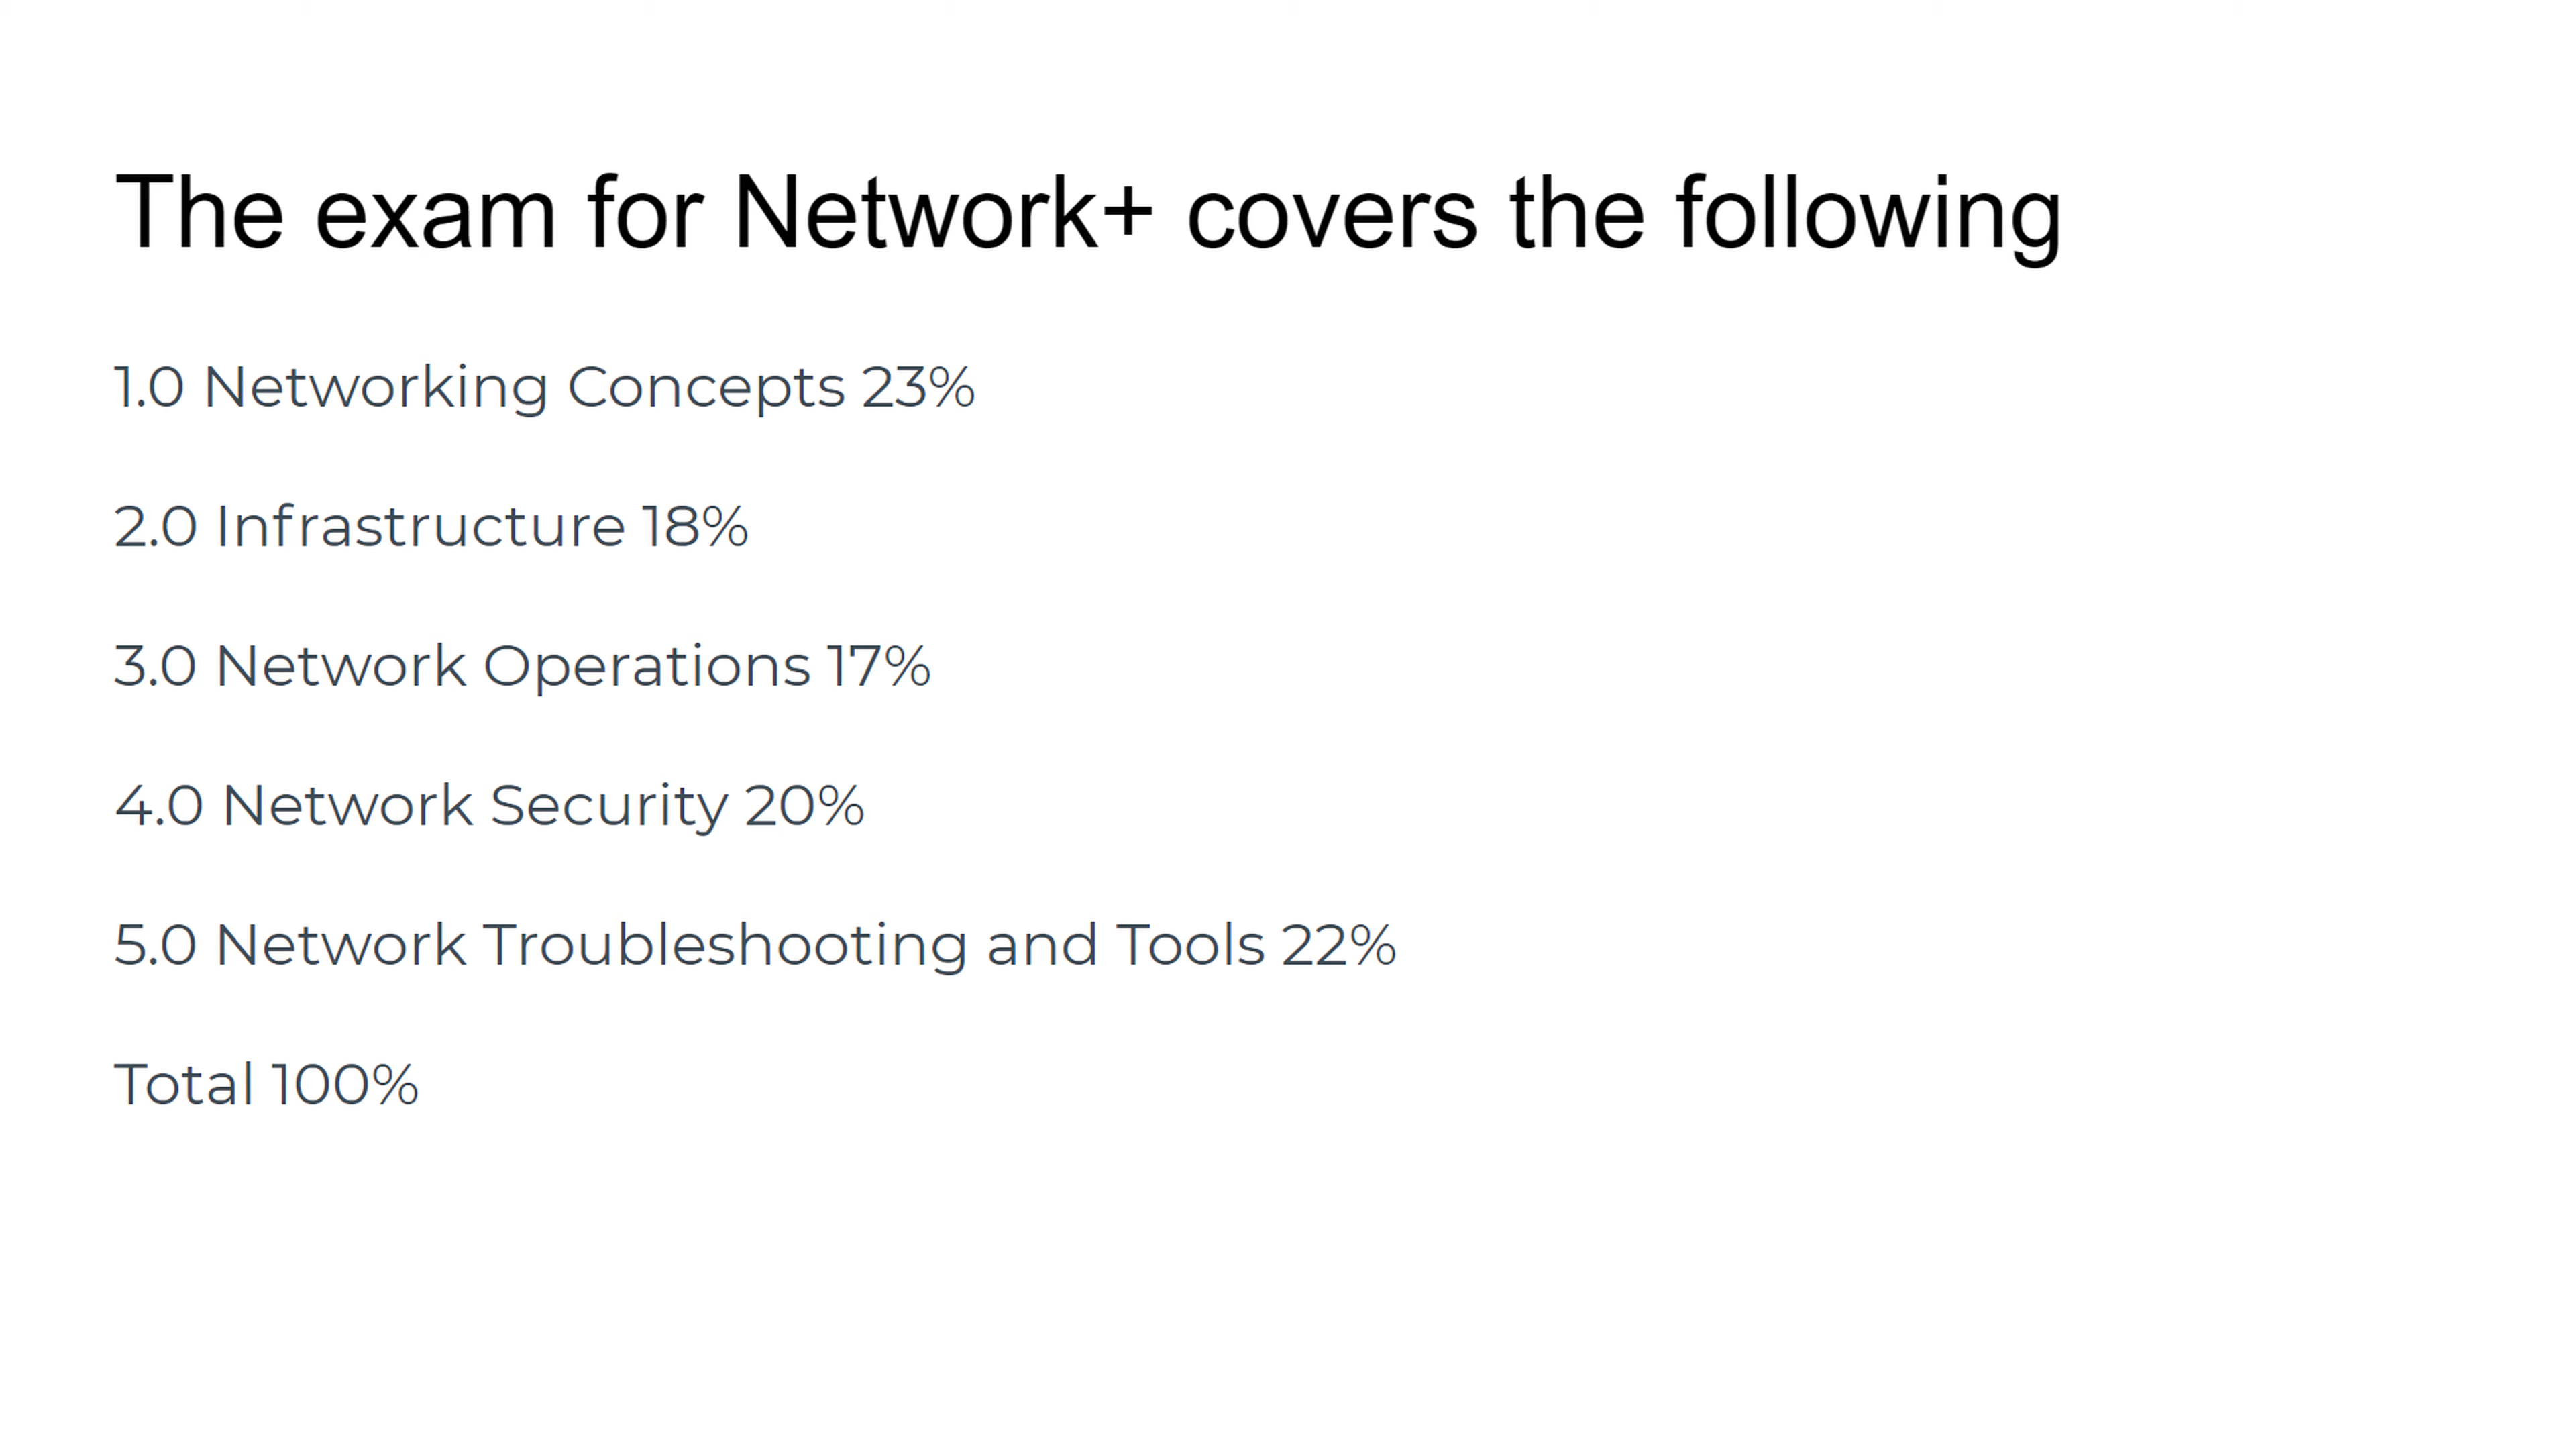 The exam for Network+ covers the following
1.0 Networking Concepts 23%
2.0 Infrastructure 18%
3.0 Network Operations 17%
4.0 Network Security 20%
5.0 Network Troubleshooting and Tools 22%
Total 100%